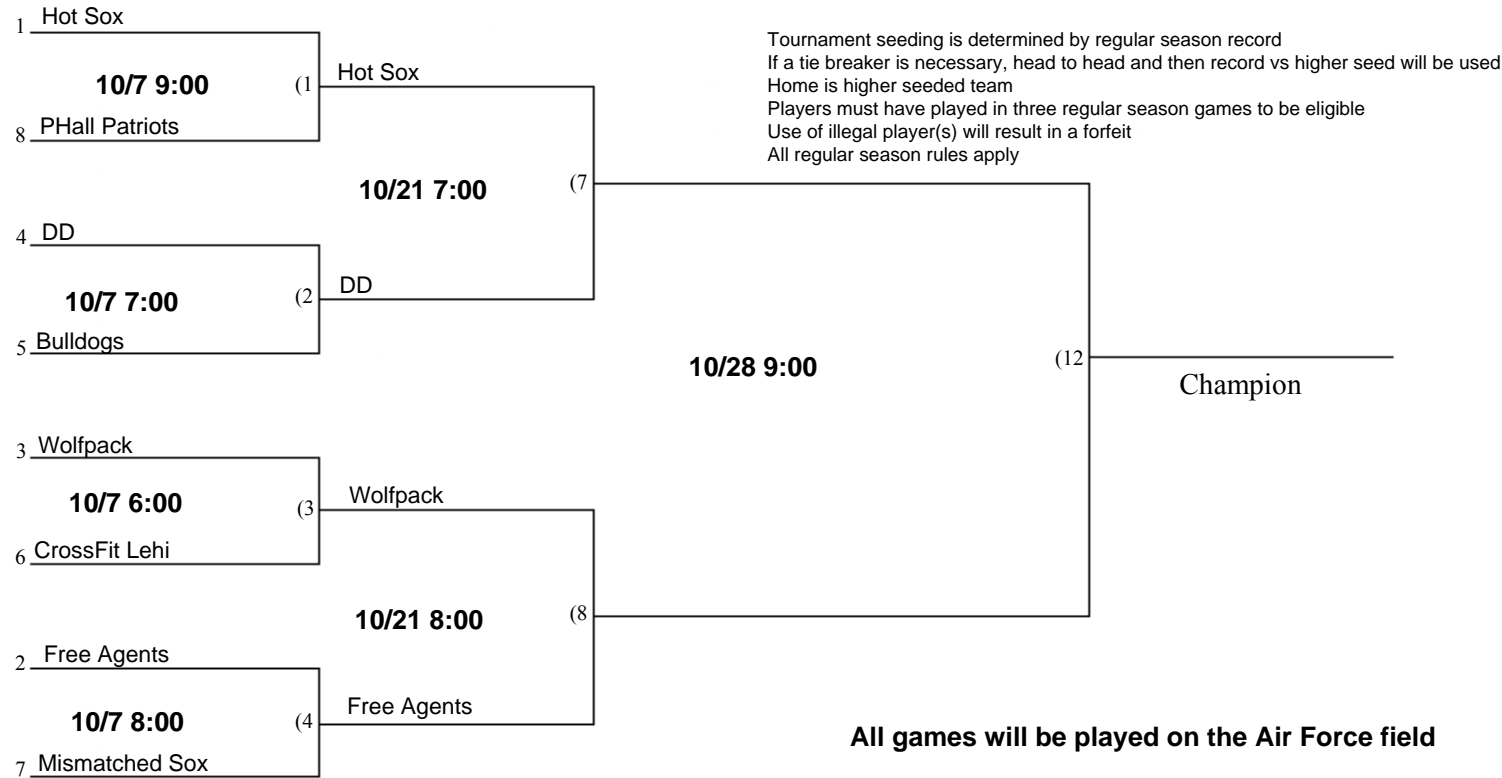 1 Hot Sox
Tournament seeding is determined by regular season record
If a tie breaker is necessary, head to head and then record vs higher seed will be used
Home is higher seeded team
Players must have played in three regular season games to be eligible
Use of illegal player(s) will result in a forfeit
All regular season rules apply
10/7 9:00
(1
Hot Sox
8 PHall Patriots
10/21 7:00
(7
4 DD
10/7 7:00
(2
DD
5 Bulldogs
10/28 9:00
(12
Champion
3 Wolfpack
10/7 6:00
(3
Wolfpack
6 CrossFit Lehi
10/21 8:00
(8
2 Free Agents
10/7 8:00
(4
Free Agents
7 Mismatched Sox
All games will be played on the Air Force field